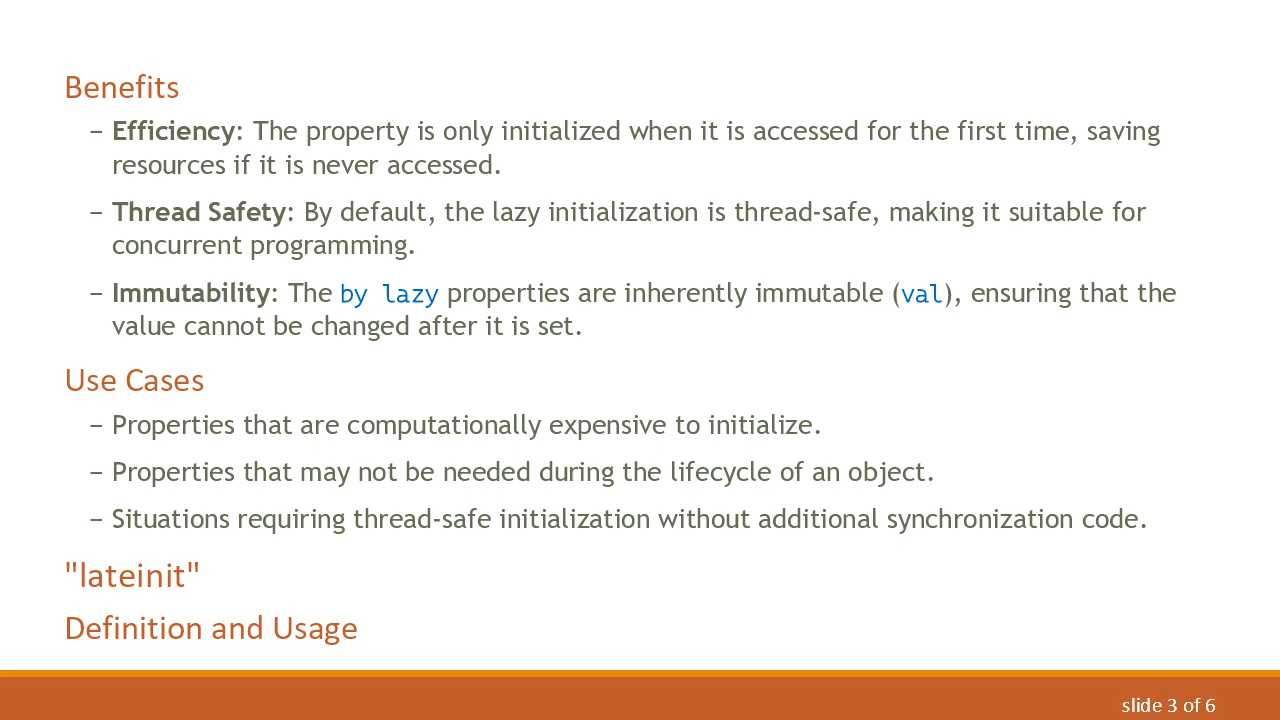 Benefits
– Efficiency: The property is only initialized when it is accessed for the first time, saving
resources if it is never accessed.
– Thread Safety: By default, the lazy initialization is thread-safe, making it suitable for
concurrent programming.
– Immutability: The by lazy properties are inherently immutable (val), ensuring that the
value cannot be changed after it is set.
Use Cases
– Properties that are computationally expensive to initialize.
– Properties that may not be needed during the lifecycle of an object.
– Situations requiring thread-safe initialization without additional synchronization code.
"lateinit"
Definition and Usage
slide 3 of 6